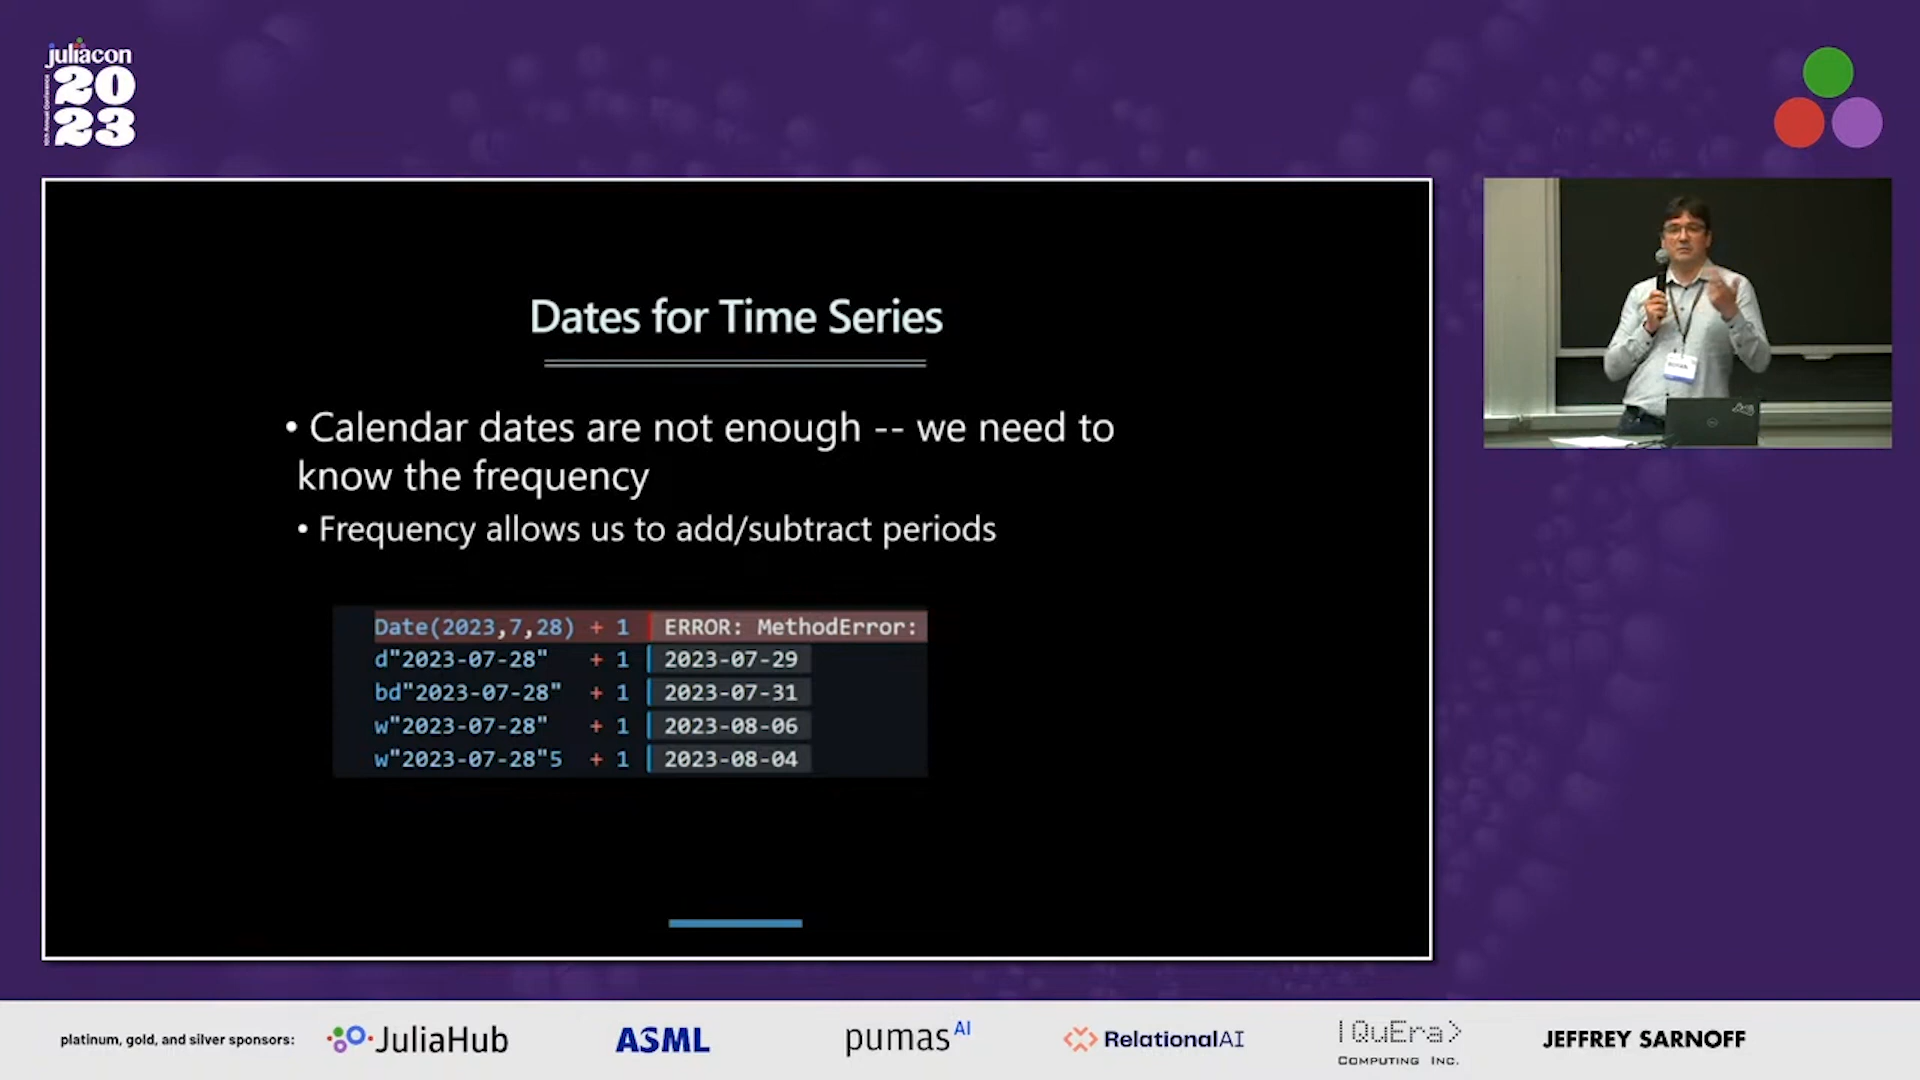 juliacon
2023
10th Annual Conference
Dates for Time Series
• Calendar dates are not enough -- we need to
know the frequency
• Frequency allows us to add/subtract periods
Date(2023,7,28) + 1 ERROR: MethodError:
d"2023-07-28" + 1 2023-07-29
bd"2023-07-28" + 1 2023-07-31
w"2023-07-28" + 1 2023-08-06
w"2023-07-28"5 + 1 2023-08-04
platinum, gold, and silver sponsors:
JuliaHub
ASML
pumas AI
RelationalAI
|QuEra>
COMPUTING INC.
JEFFREY SARNOFF